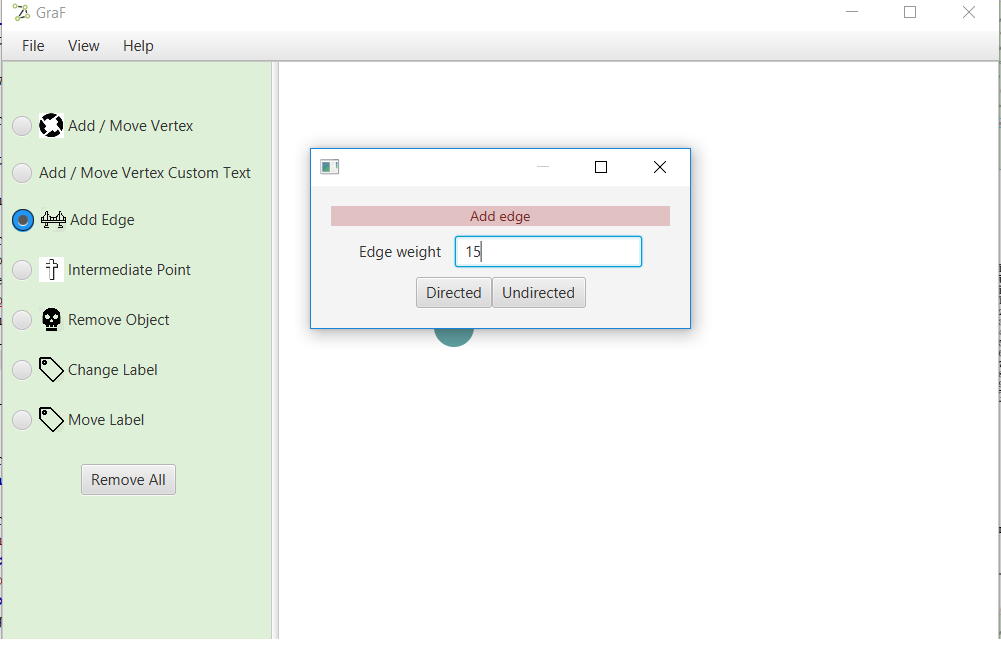 GraF
File View Help
Add / Move Vertex
Add / Move Vertex Custom Text
Add Edge
Intermediate Point
Remove Object
Change Label
Move Label
Remove All
Add edge
Edge weight 15
Directed Undirected